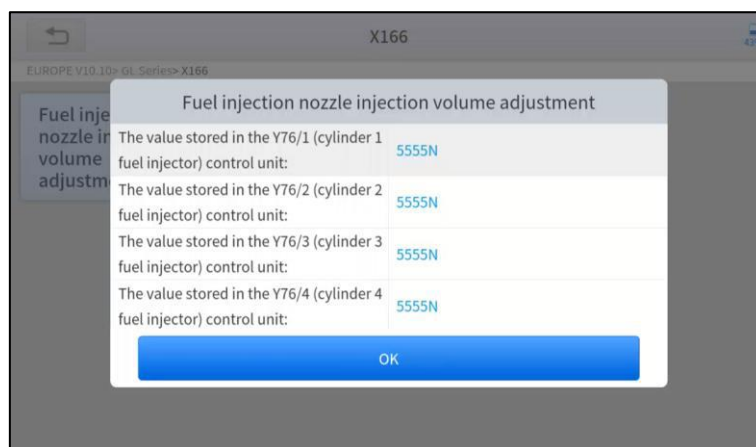 X166
43%
EUROPE V10.10> GL Series> X166
Fuel injection nozzle injection volume adjustment
Fuel inje
nozzle in
volume
adjustm
The value stored in the Y76/1 (cylinder 1
fuel injector) control unit:
5555N
The value stored in the Y76/2 (cylinder 2
fuel injector) control unit:
5555N
The value stored in the Y76/3 (cylinder 3
fuel injector) control unit:
5555N
The value stored in the Y76/4 (cylinder 4
fuel injector) control unit:
5555N
OK